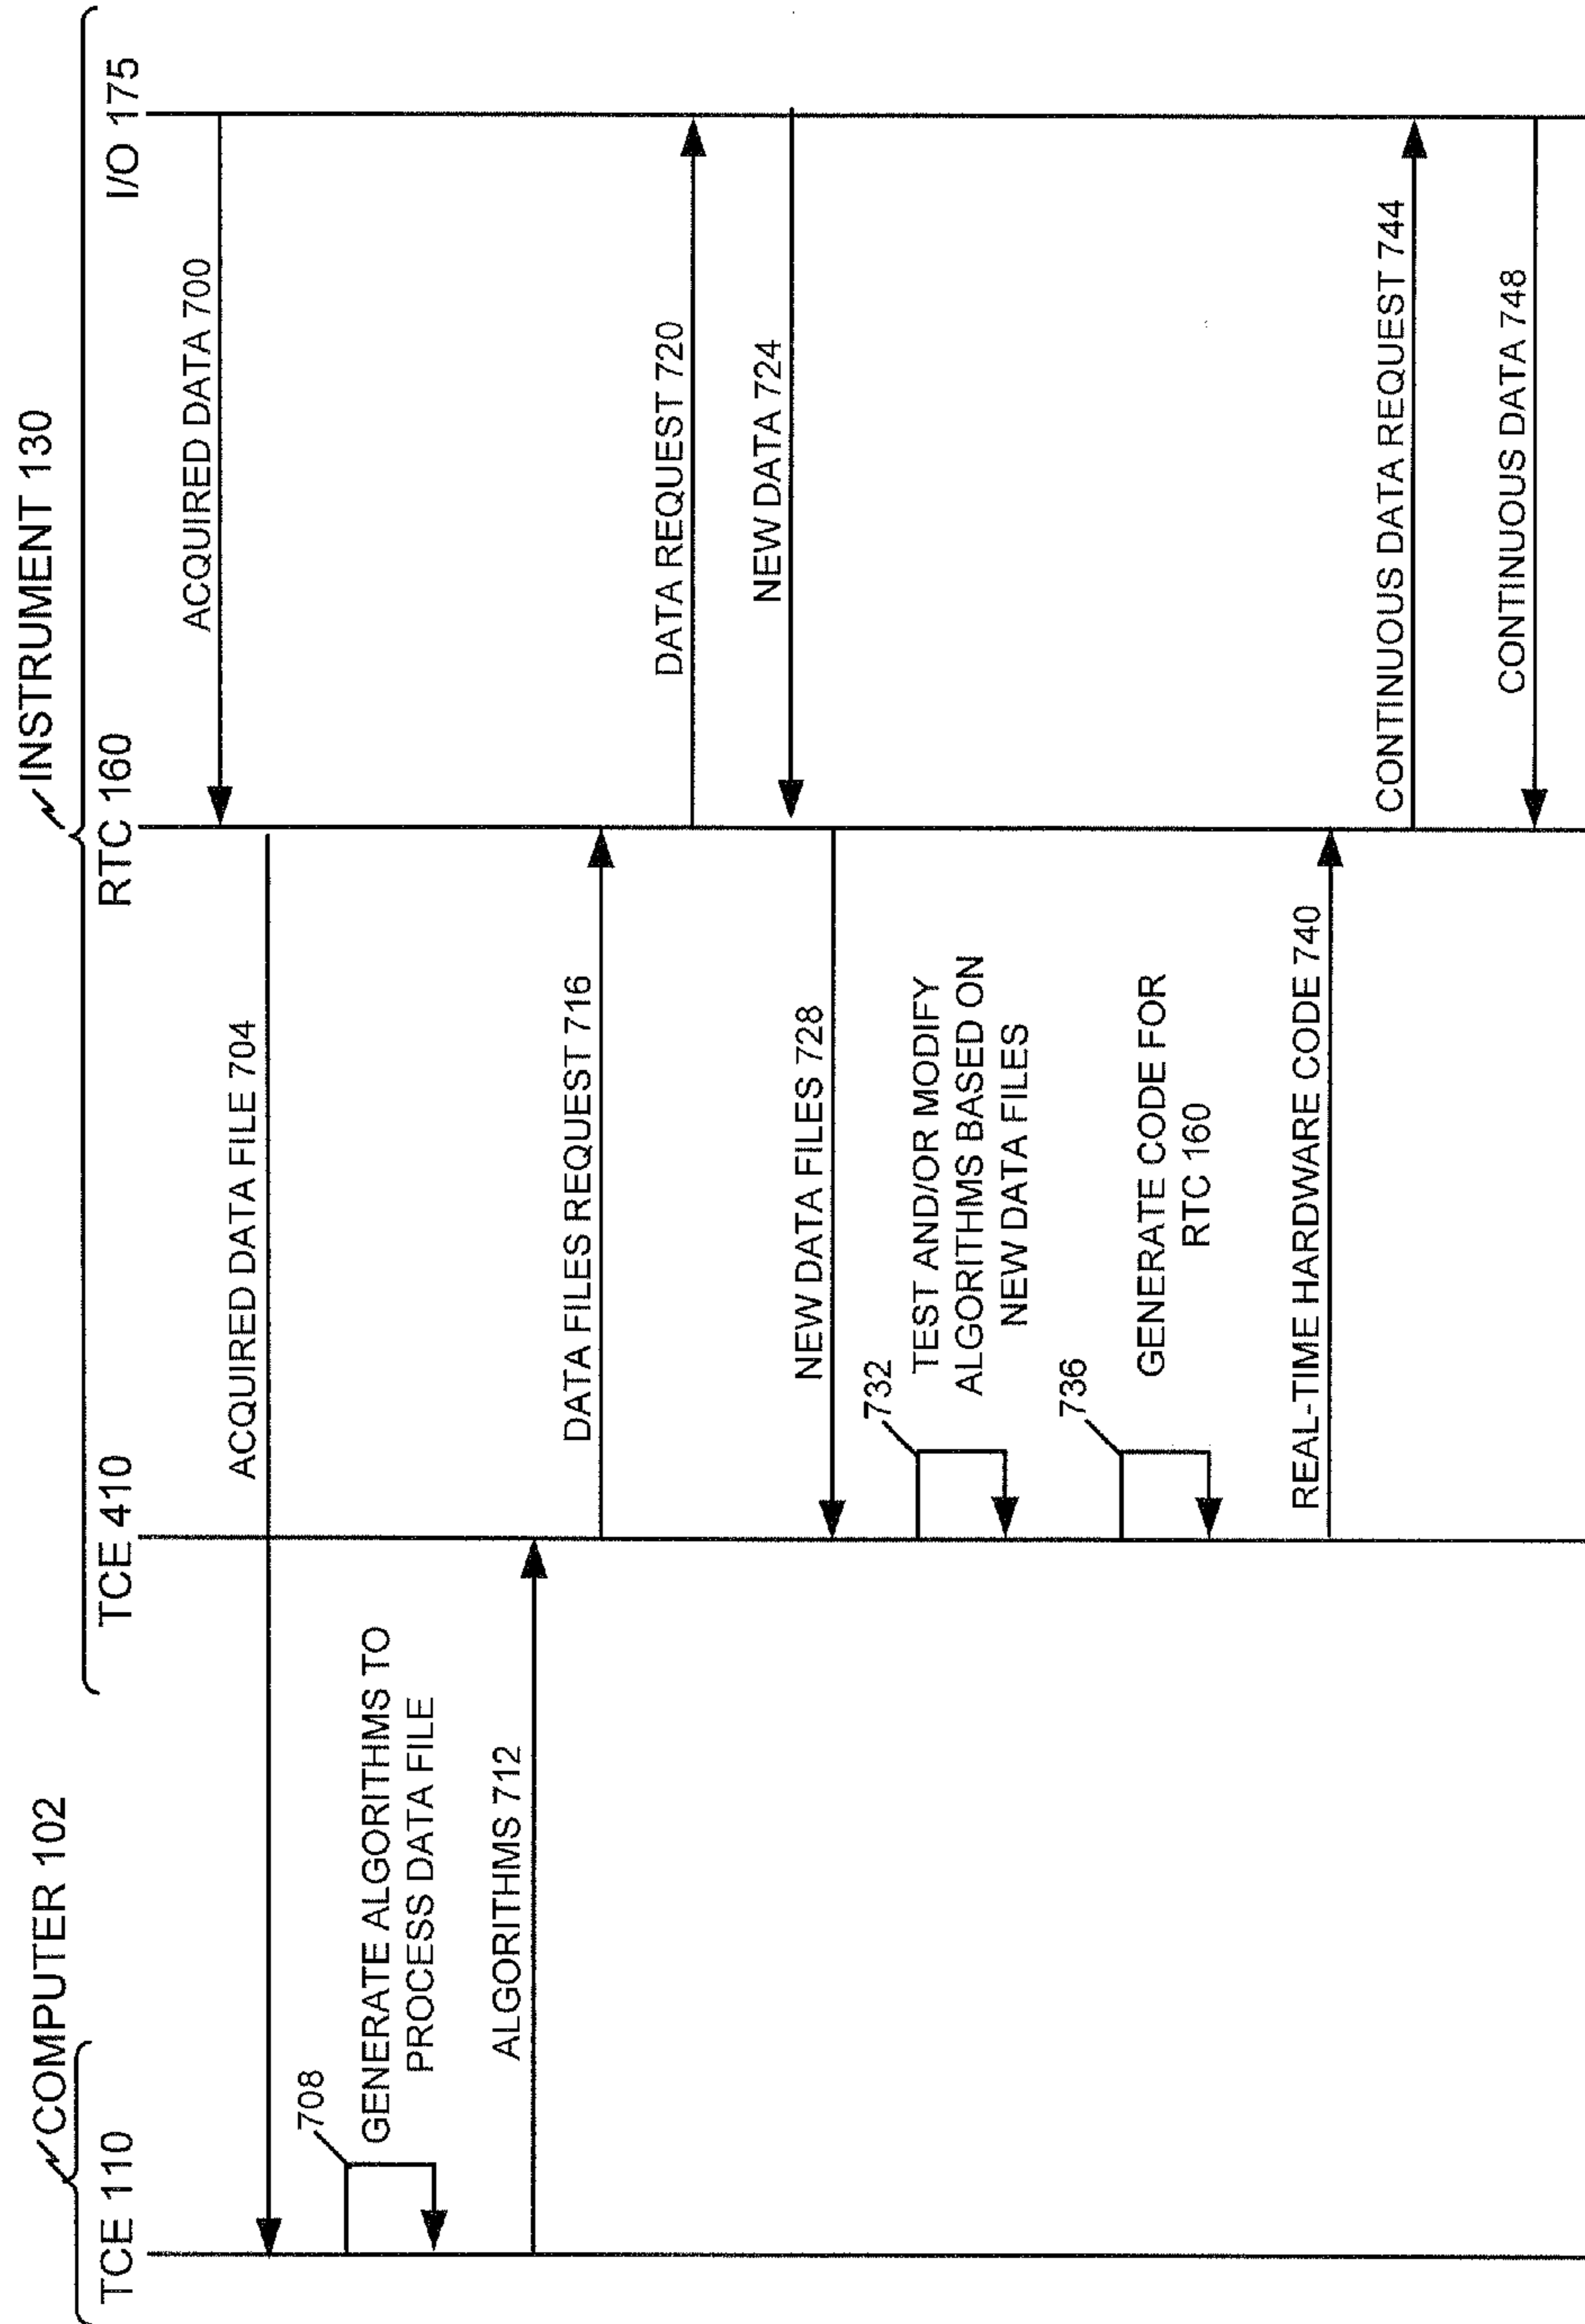 COMPUTER 102
INSTRUMENT 130
TCE 110
TCE 410
RTC 160
I/O 175
ACQUIRED DATA 700
ACQUIRED DATA FILE 704
708
GENERATE ALGORITHMS TO
PROCESS DATA FILE
ALGORITHMS 712
DATA FILES REQUEST 716
DATA REQUEST 720
NEW DATA 724
NEW DATA FILES 728
732
TEST AND/OR MODIFY
ALGORITHMS BASED ON
NEW DATA FILES
736
GENERATE CODE FOR
RTC 160
REAL-TIME HARDWARE CODE 740
CONTINUOUS DATA REQUEST 744
CONTINUOUS DATA 748